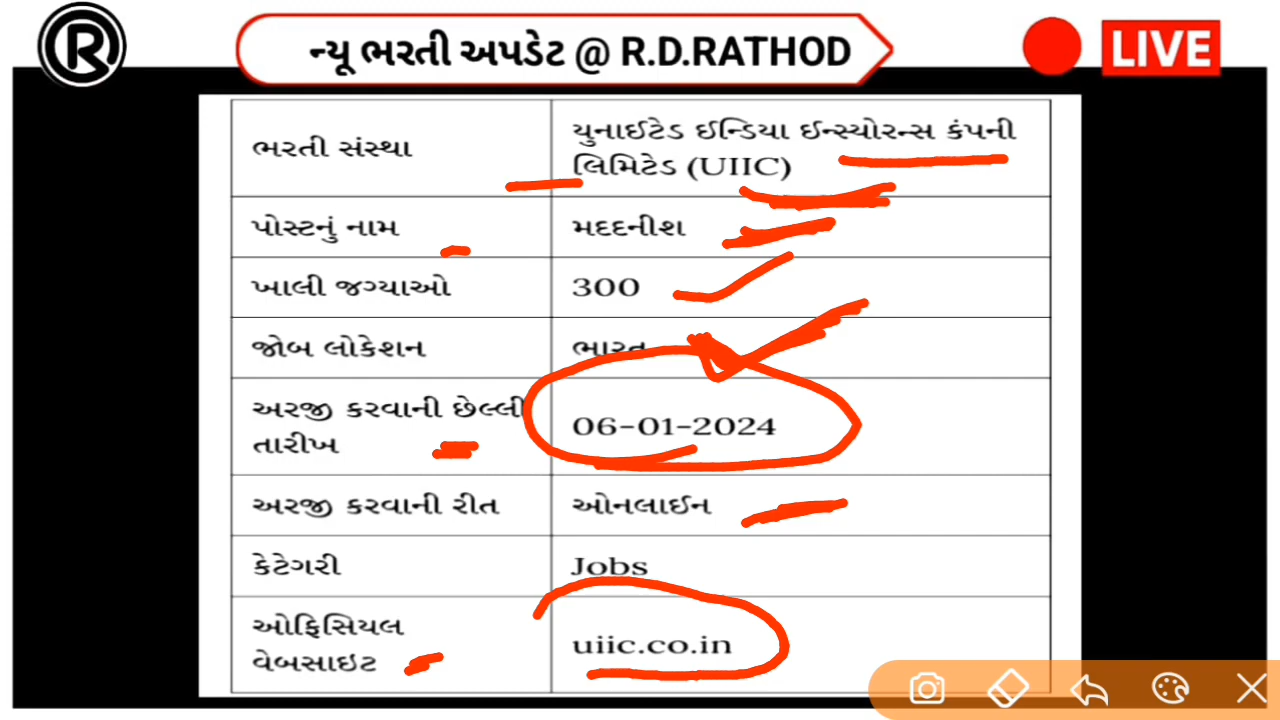 R
ન્યૂ ભરતી અપડેટ @ R.D.RATHOD
LIVE
ભરતી સંસ્થા
યુનાઈટેડ ઈન્ડિયા ઈન્સ્યોરન્સ કંપની
લિમિટેડ (UIIC)
પોસ્ટનું નામ
મદદનીશ
ખાલી જગ્યાઓ
300
જોબ લોકેશન
ભારત
અરજી કરવાની છેલ્લી
તારીખ
06-01-2024
અરજી કરવાની રીત
ઓનલાઈન
કેટેગરી
Jobs
ઓફિસિયલ
વેબસાઇટ
uiic.co.in